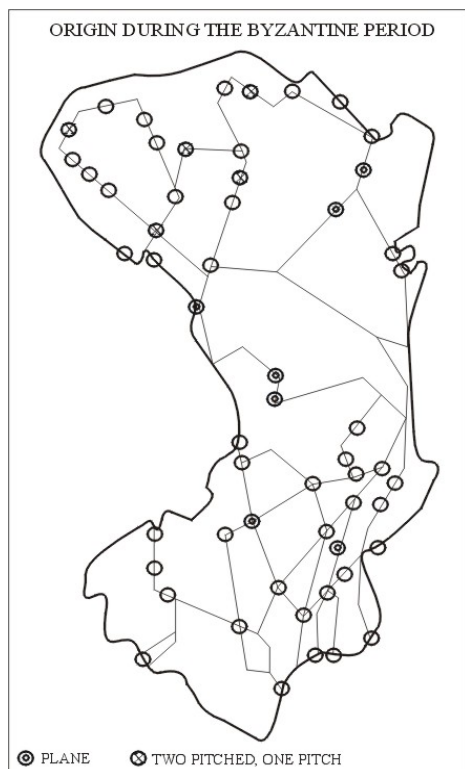 ORIGIN DURING THE BYZANTINE PERIOD
PLANE TWO PITCHED, ONE PITCH